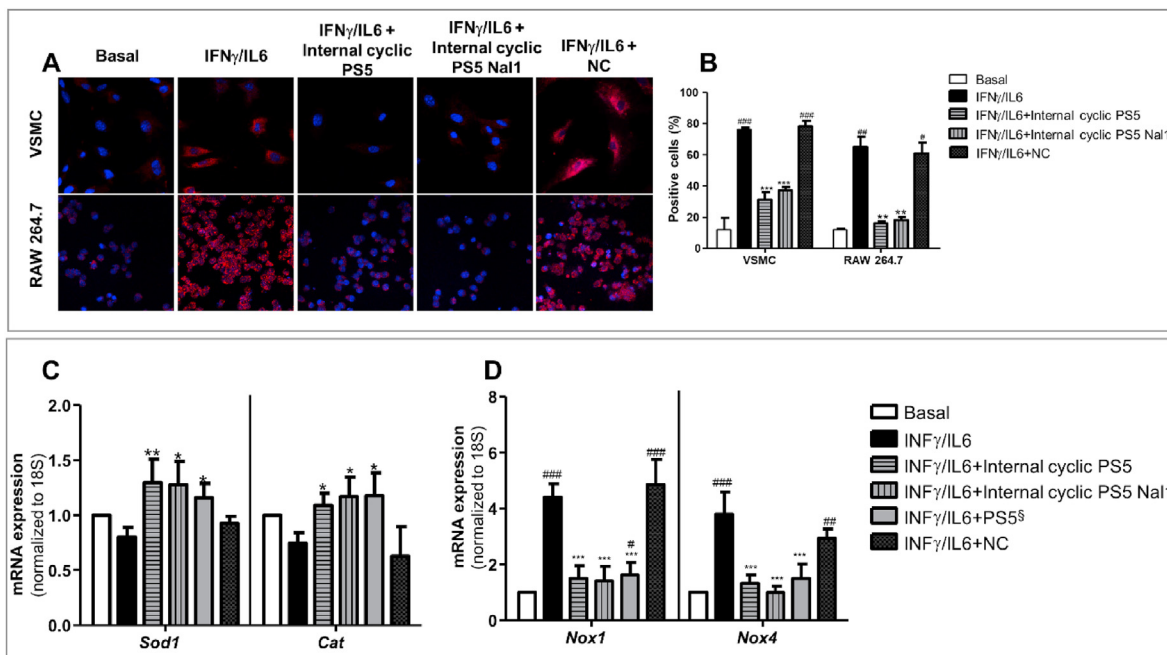 A
Basal
IFNγ/IL6
IFNγ/IL6 +
Internal cyclic
PS5
IFNγ/IL6 +
Internal cyclic
PS5 Nal1
IFNγ/IL6 +
NC
VSMC
RAW 264.7
B
Positive cells (%)
100
80
60
40
20
0
###
***
***
###
##
**
**
#
VSMC
RAW 264.7
Basal
IFNγ/IL6
IFNγ/IL6+Internal cyclic PS5
IFNγ/IL6+Internal cyclic PS5 Nal1
IFNγ/IL6+NC
C
mRNA expression
(normalized to 18S)
2.0
1.5
1.0
0.5
0.0
**
*
*
*
*
*
Sod1
Cat
D
mRNA expression
(normalized to 18S)
8
6
4
2
0
###
***
***
#
***
###
###
***
***
***
##
Nox1
Nox4
Basal
INFγ/IL6
INFγ/IL6+Internal cyclic PS5
INFγ/IL6+Internal cyclic PS5 Nal1
INFγ/IL6+PS5§
INFγ/IL6+NC